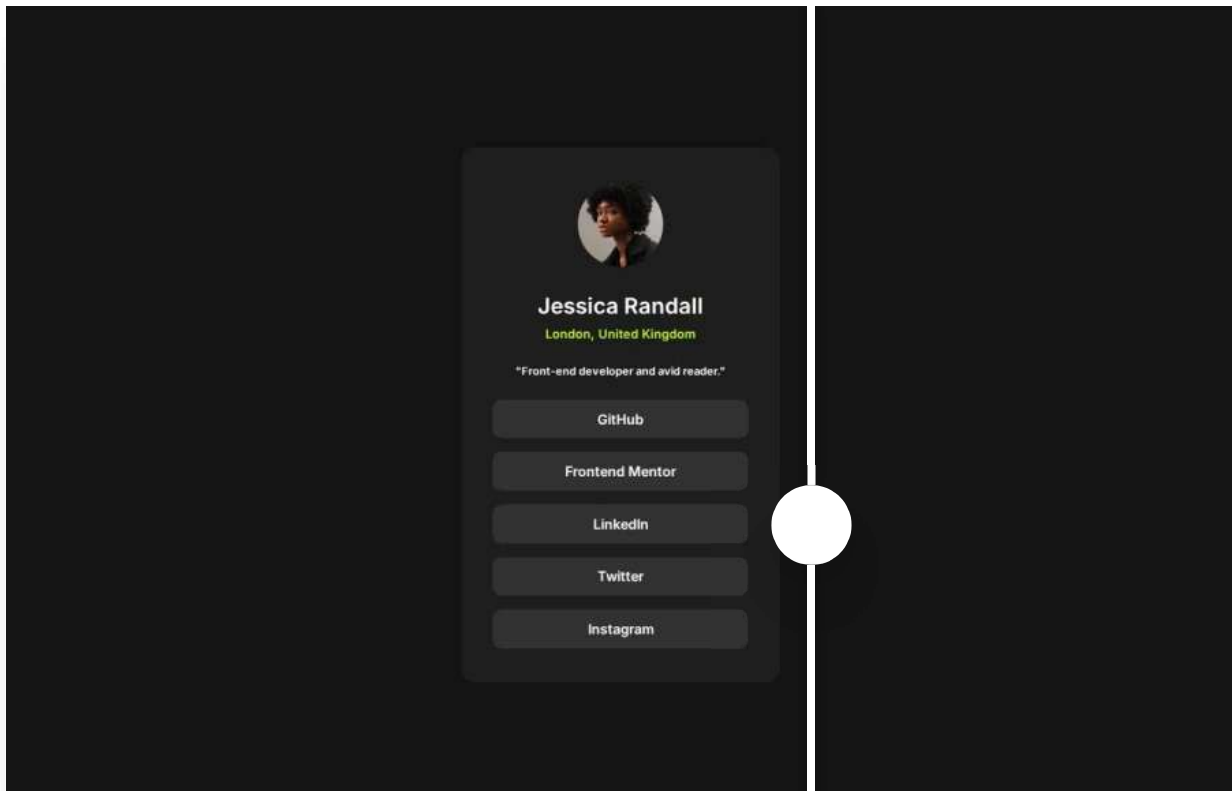 Jessica Randall
London, United Kingdom
"Front-end developer and avid reader."
GitHub
Frontend Mentor
LinkedIn
Twitter
Instagram